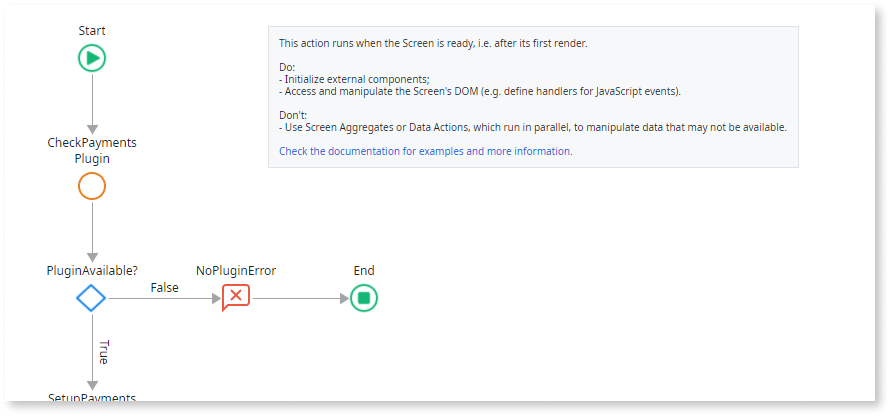 Start
This action runs when the Screen is ready, i.e. after its first render.
Do:
- Initialize external components;
- Access and manipulate the Screen's DOM (e.g. define handlers for JavaScript events).
Don't:
- Use Screen Aggregates or Data Actions, which run in parallel, to manipulate data that may not be available.
Check the documentation for examples and more information.
CheckPayments
Plugin
PluginAvailable?
False
NoPluginError
End
True
SetupPayments